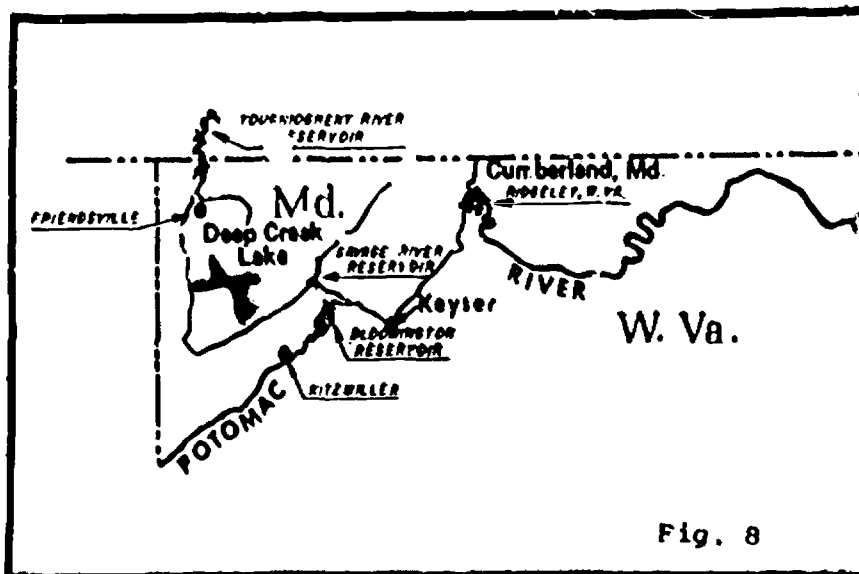 YOUGHIOGHENY RIVER
RESERVOIR
Cumberland, Md.
RIDGELEY, W. VA.
FRIENDSVILLE
Md.
Deep Creek
Lake
SAVAGE RIVER
RESERVOIR
RIVER
Keyser
W. Va.
BLOOMINGTON
RESERVOIR
KITZMILLER
POTOMAC
Fig. 8